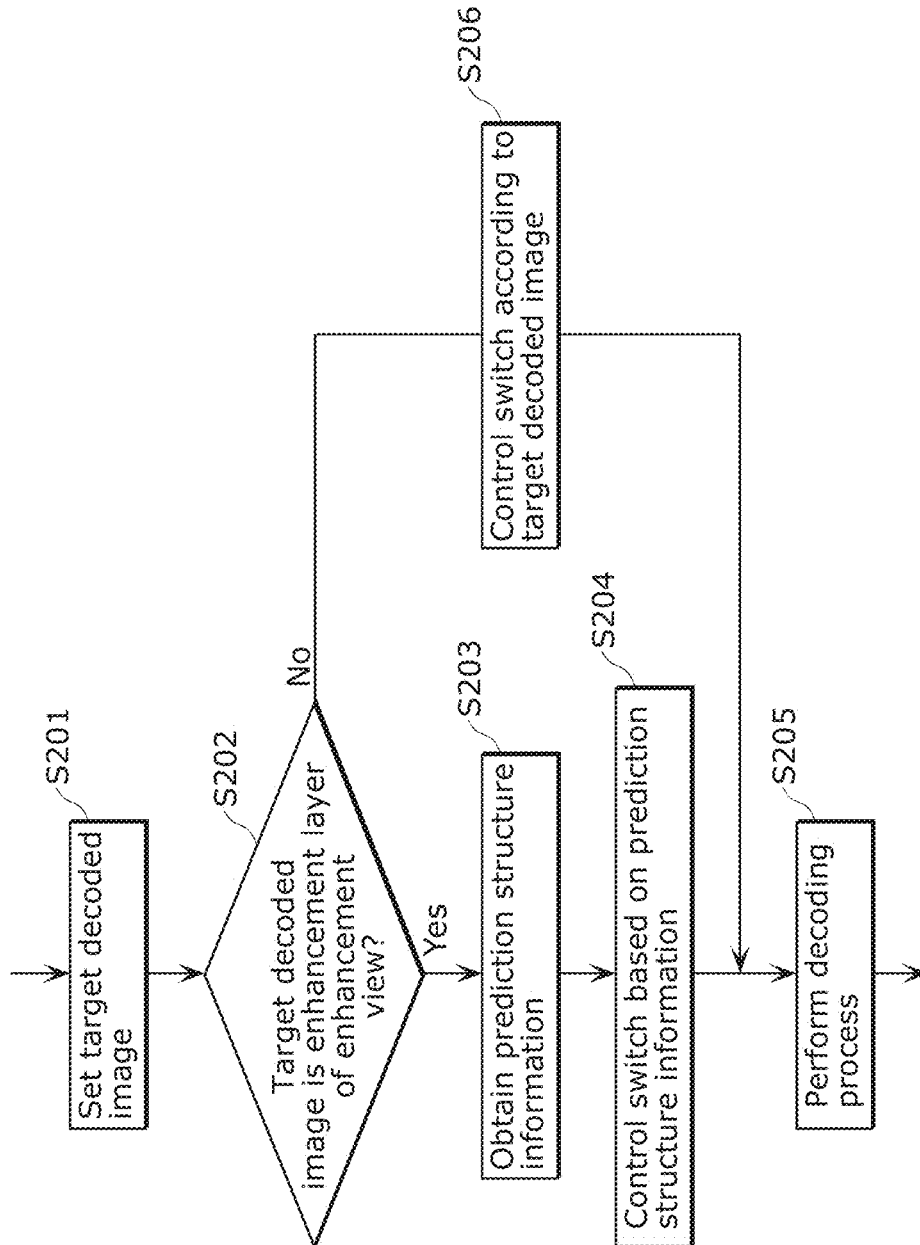 S201
Set target decoded
image
S202
Target decoded
image is enhancement layer
of enhancement
view?
No
Yes
S203
Obtain prediction structure
information
S204
Control switch based on prediction
structure information
S206
Control switch according to
target decoded image
S205
Perform decoding
process